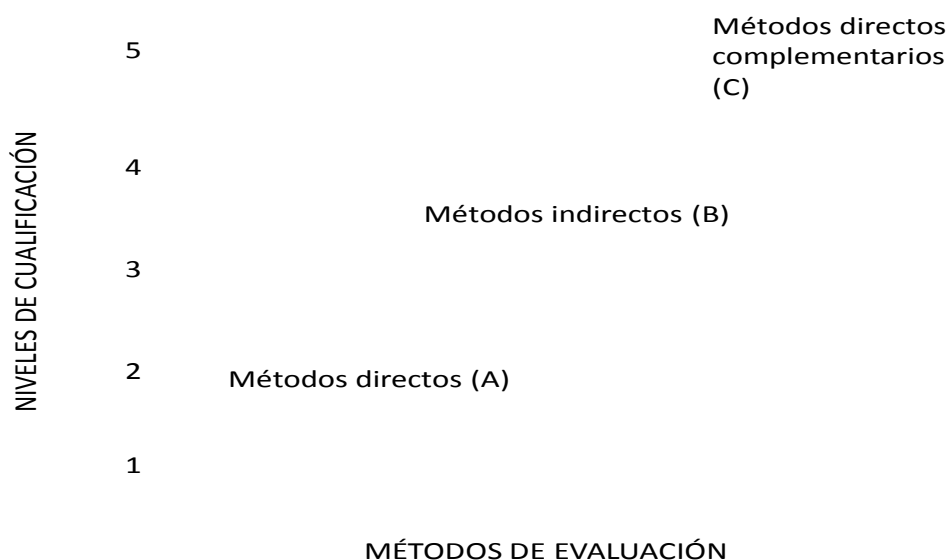 Métodos directos
complementarios
(C)
5
4
Métodos indirectos (B)
3
2
Métodos directos (A)
1
NIVELES DE CUALIFICACIÓN
MÉTODOS DE EVALUACIÓN